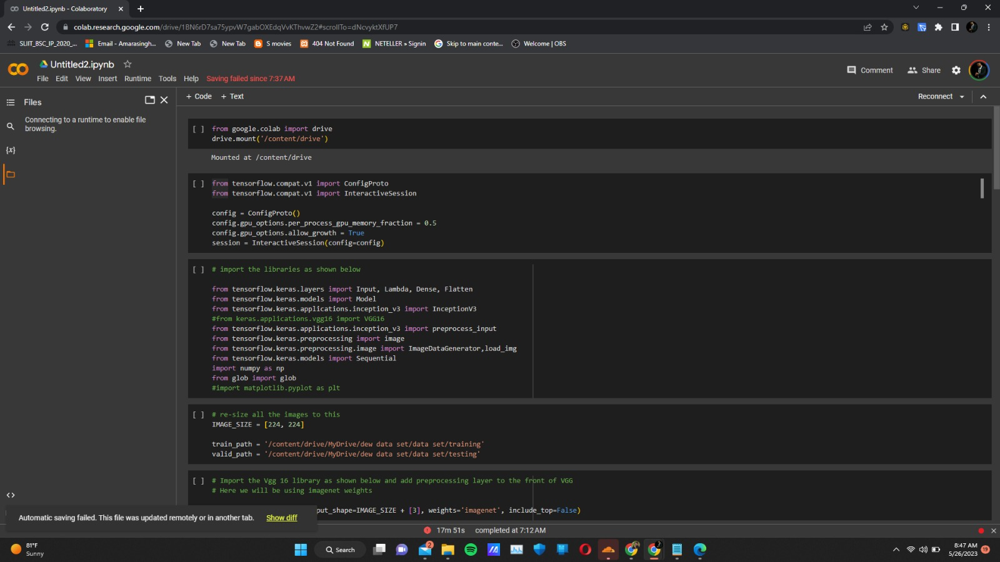 Untitled2.ipynb - Colaboratory
colab.research.google.com/drive/1BN6rD7sa75ypvW7gabOXEdqVvKThvwZ2#scrollTo=dNcvyktXfUP7
SLIIT_BSC_IP_2020_...
Email - Amarasingh...
New Tab
New Tab
S movies
404 Not Found
NETELLER » Signin
Skip to main conte...
Welcome | OBS
Untitled2.ipynb
File Edit View Insert Runtime Tools Help Saving failed since 7:37 AM
Comment
Share
Files
Connecting to a runtime to enable file
browsing.
{x}
+ Code + Text
Reconnect
[ ] from google.colab import drive
drive.mount('/content/drive')
Mounted at /content/drive
[ ] from tensorflow.compat.v1 import ConfigProto
from tensorflow.compat.v1 import InteractiveSession
config = ConfigProto()
config.gpu_options.per_process_gpu_memory_fraction = 0.5
config.gpu_options.allow_growth = True
session = InteractiveSession(config=config)
[ ] # import the libraries as shown below
from tensorflow.keras.layers import Input, Lambda, Dense, Flatten
from tensorflow.keras.models import Model
from tensorflow.keras.applications.inception_v3 import InceptionV3
#from keras.applications.vgg16 import VGG16
from tensorflow.keras.applications.inception_v3 import preprocess_input
from tensorflow.keras.preprocessing import image
from tensorflow.keras.preprocessing.image import ImageDataGenerator,load_img
from tensorflow.keras.models import Sequential
import numpy as np
from glob import glob
#import matplotlib.pyplot as plt
[ ] # re-size all the images to this
IMAGE_SIZE = [224, 224]
train_path = '/content/drive/MyDrive/dew data set/data set/training'
valid_path = '/content/drive/MyDrive/dew data set/data set/testing'
[ ] # Import the Vgg 16 library as shown below and add preprocessing layer to the front of VGG
# Here we will be using imagenet weights
put_shape=IMAGE_SIZE + [3], weights='imagenet', include_top=False)
Automatic saving failed. This file was updated remotely or in another tab. Show diff
17m 51s completed at 7:12 AM
81°F
Sunny
Search
2
8:47 AM
5/26/2023
19